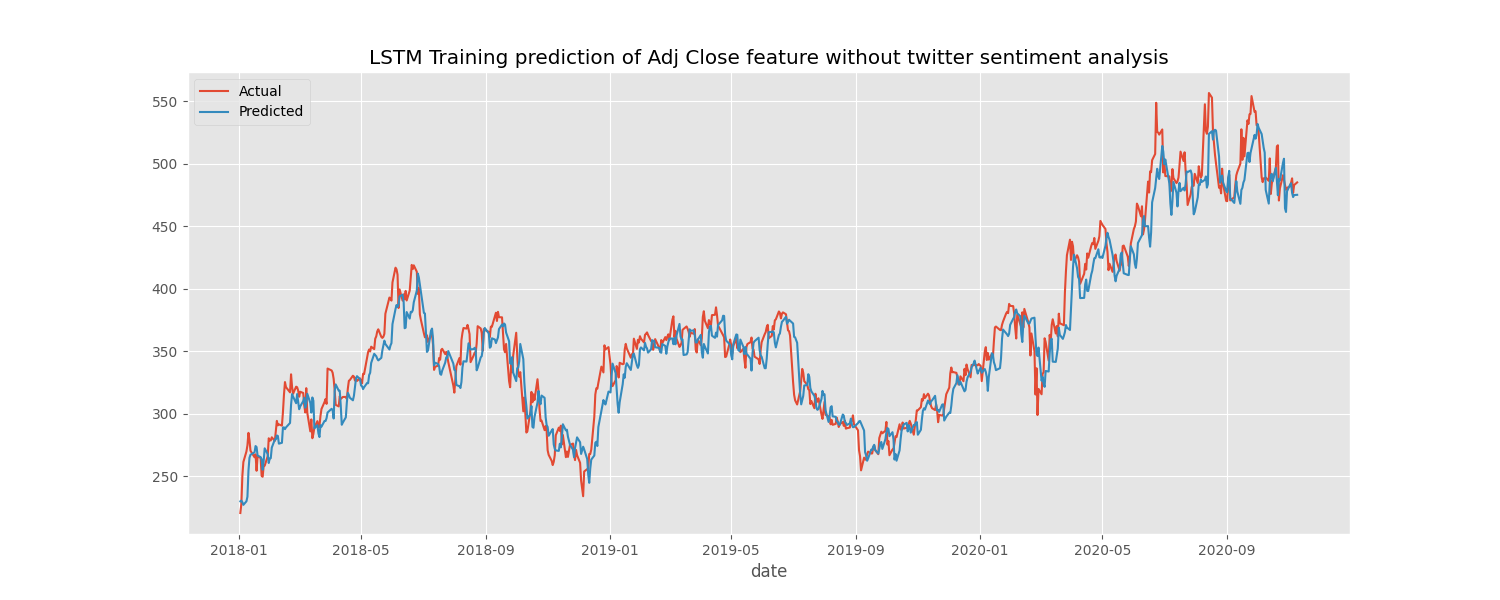 LSTM Training prediction of Adj Close feature without twitter sentiment analysis
Actual
Predicted
550
500
450
400
350
300
250
2018-01 2018-05 2018-09 2019-01 2019-05 2019-09 2020-01 2020-05 2020-09
date